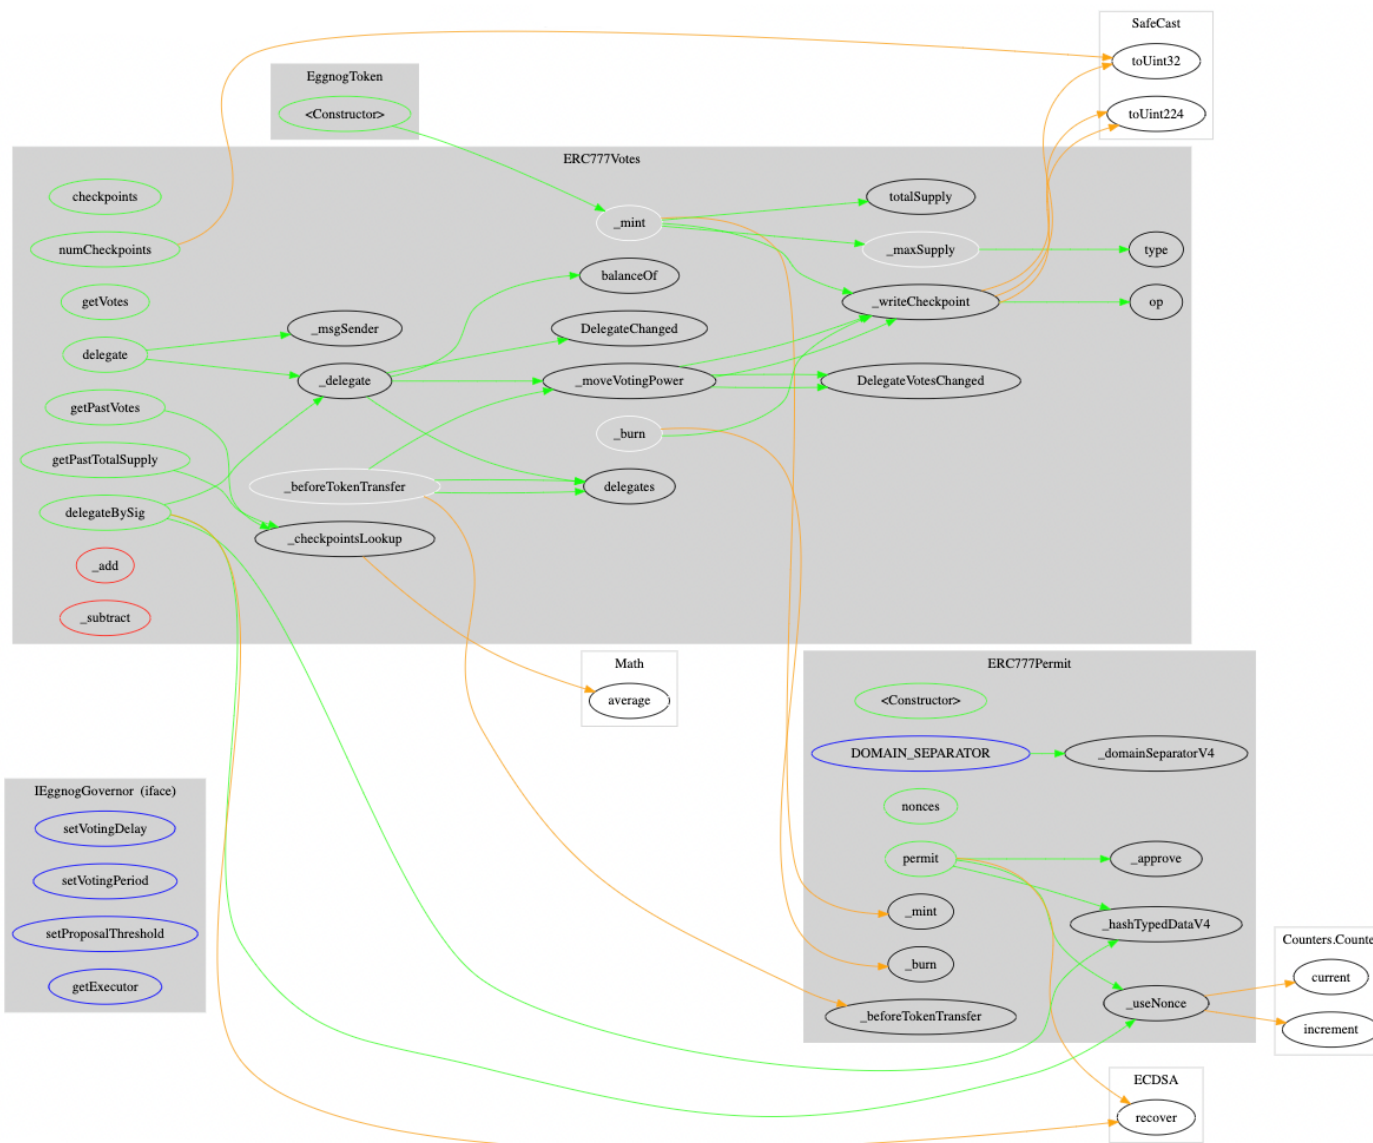 SafeCast
toUint32
toUint224
EggnogToken
<Constructor>
ERC777Votes
checkpoints
numCheckpoints
getVotes
delegate
getPastVotes
getPastTotalSupply
delegateBySig
_add
_subtract
_msgSender
_delegate
_beforeTokenTransfer
_checkpointsLookup
_mint
balanceOf
DelegateChanged
_moveVotingPower
_burn
delegates
totalSupply
_maxSupply
_writeCheckpoint
DelegateVotesChanged
type
op
Math
average
ERC777Permit
<Constructor>
DOMAIN_SEPARATOR
nonces
permit
_mint
_burn
_beforeTokenTransfer
_domainSeparatorV4
_approve
_hashTypedDataV4
_useNonce
IEggnogGovernor (iface)
setVotingDelay
setVotingPeriod
setProposalThreshold
getExecutor
Counters.Counte
current
increment
ECDSA
recover